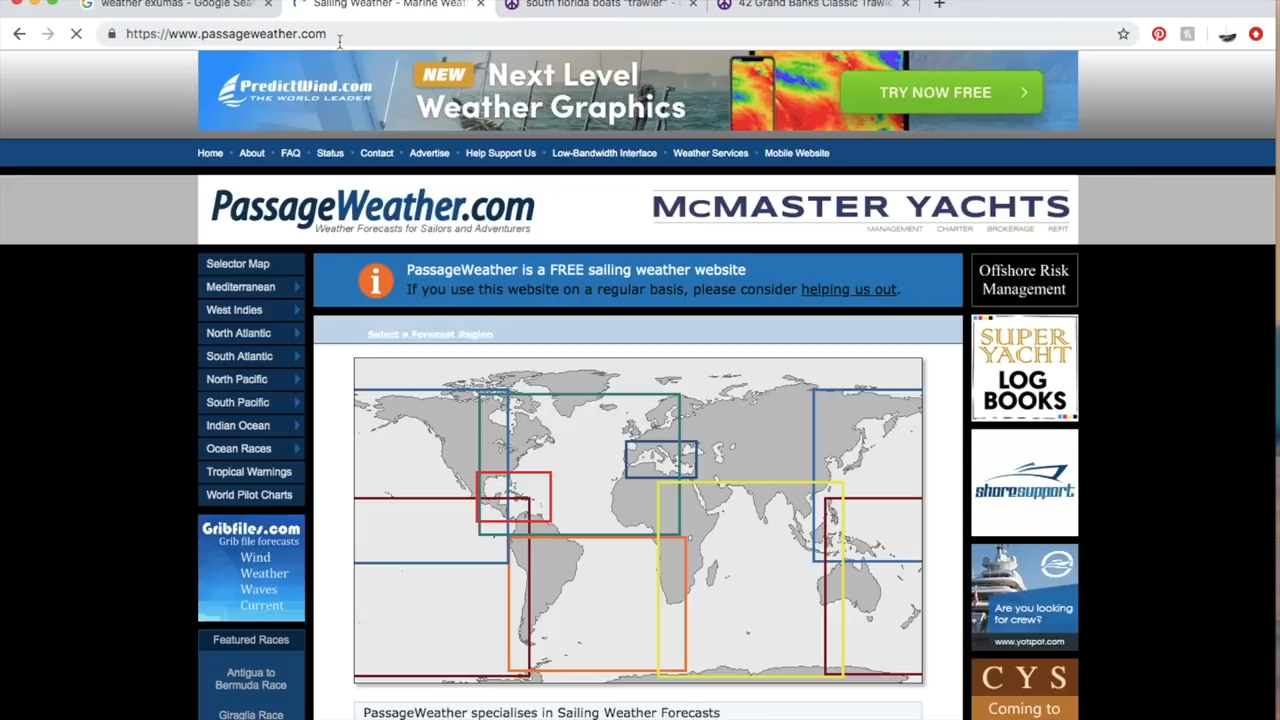 weather exumas - Google Sear
Sailing Weather - Marine Weat
south florida boats "trawler" -
42 Grand Banks Classic Trawle
https://www.passageweather.com
PredictWind.com
THE WORLD LEADER
NEW Next Level
Weather Graphics
TRY NOW FREE
Home
About
FAQ
Status
Contact
Advertise
Help Support Us
Low-Bandwidth Interface
Weather Services
Mobile Website
PassageWeather.com
Weather Forecasts for Sailors and Adventurers
McMASTER YACHTS
MANAGEMENT CHARTER BROKERAGE REFIT
Selector Map
Mediterranean
West Indies
North Atlantic
South Atlantic
North Pacific
South Pacific
Indian Ocean
Ocean Races
Tropical Warnings
World Pilot Charts
Gribfiles.com
Grib file forecasts
Wind
Weather
Waves
Current
Featured Races
Antigua to
Bermuda Race
Giraglia Race
i
PassageWeather is a FREE sailing weather website
If you use this website on a regular basis, please consider helping us out.
Select a Forecast Region
PassageWeather specialises in Sailing Weather Forecasts
Offshore Risk
Management
SUPER
YACHT
LOG
BOOKS
shoresupport
Are you looking
for crew?
www.yotspot.com
CYS
Coming to